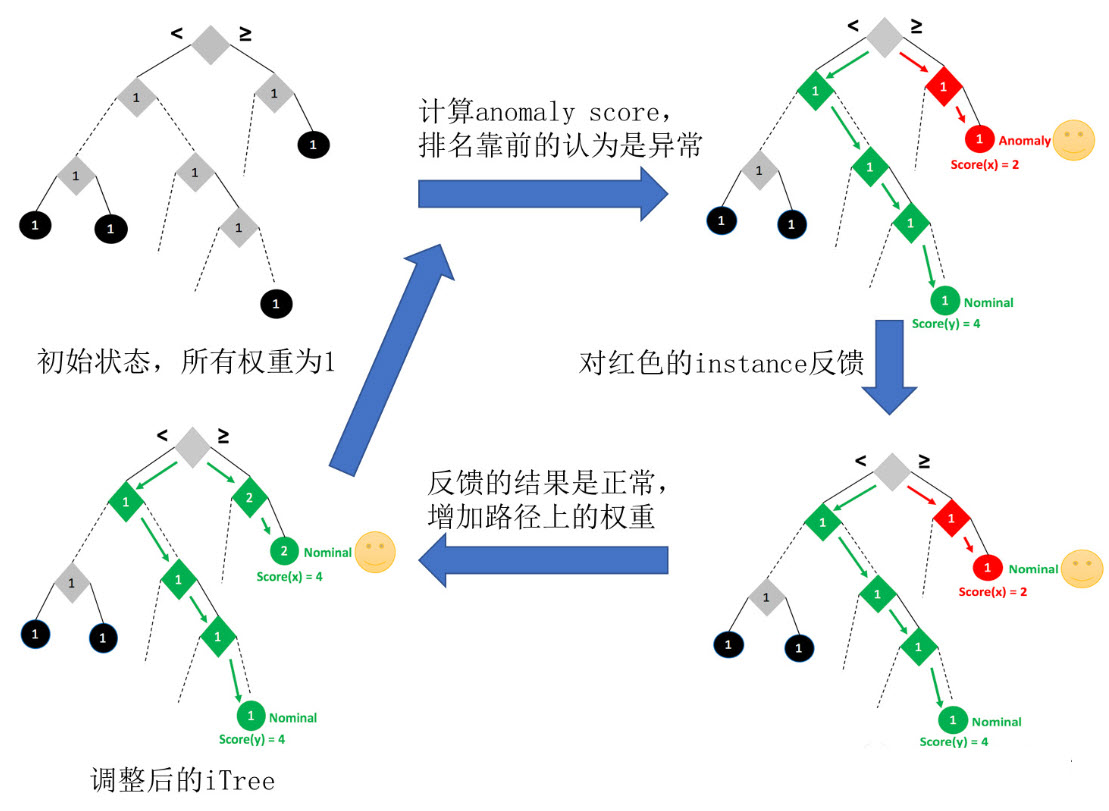 < ≥
1
1
1
1
1
1
1
1
1
初始状态，所有权重为1
计算anomaly score，
排名靠前的认为是异常
< ≥
1
1
1 Anomaly
Score(x) = 2
1
1
1
1
1
1 Nominal
Score(y) = 4
对红色的instance反馈
< ≥
1
1
1 Nominal
Score(x) = 2
1
1
1
1
1
1 Nominal
Score(y) = 4
反馈的结果是正常，
增加路径上的权重
< ≥
1
2
2 Nominal
Score(x) = 4
1
1
1
1
1
1 Nominal
Score(y) = 4
调整后的iTree